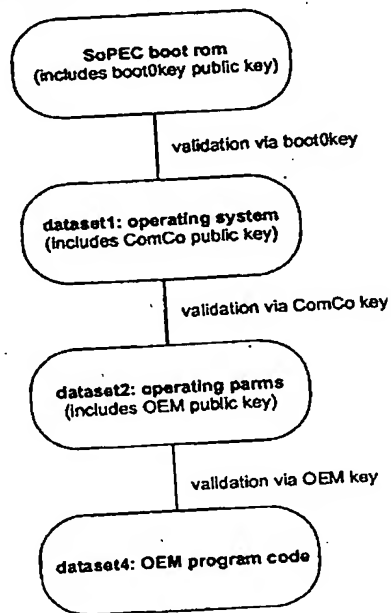 SoPEC boot rom
(includes boot0key public key)
validation via boot0key
dataset1: operating system
(includes ComCo public key)
validation via ComCo key
dataset2: operating parms
(includes OEM public key)
validation via OEM key
dataset4: OEM program code